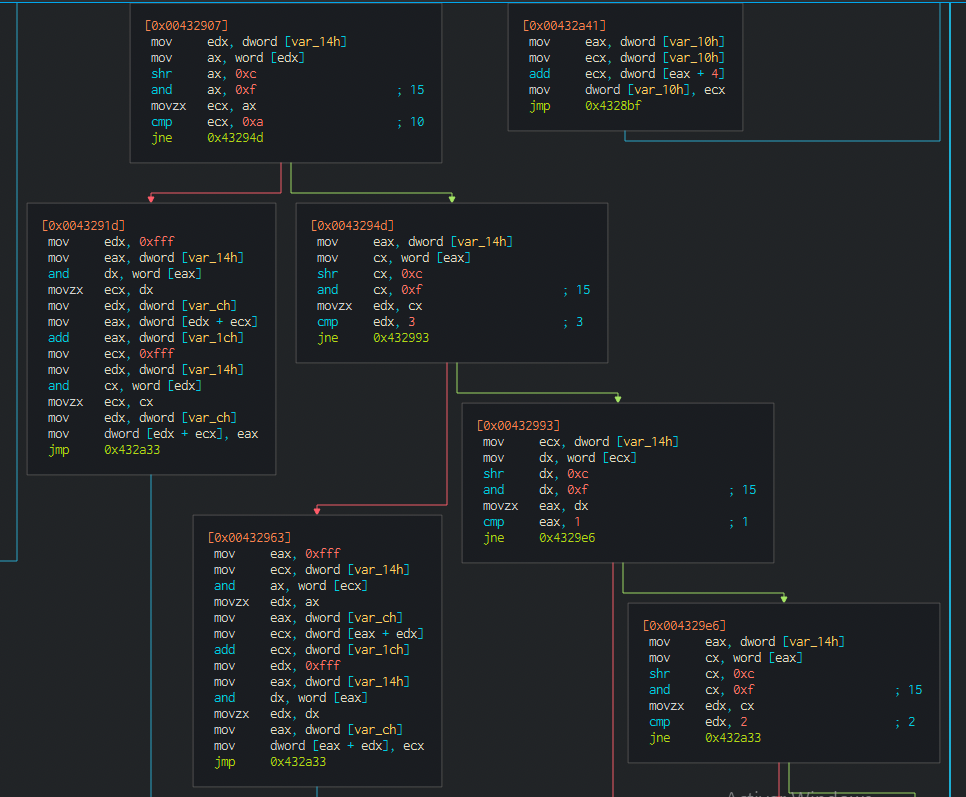 [0x00432907]
mov edx, dword [var_14h]
mov ax, word [edx]
shr ax, 0xc
and ax, 0xf ; 15
movzx ecx, ax
cmp ecx, 0xa ; 10
jne 0x43294d
[0x00432a41]
mov eax, dword [var_10h]
mov ecx, dword [var_10h]
add ecx, dword [eax + 4]
mov dword [var_10h], ecx
jmp 0x4328bf
[0x0043291d]
mov edx, 0xfff
mov eax, dword [var_14h]
and dx, word [eax]
movzx ecx, dx
mov edx, dword [var_ch]
mov eax, dword [edx + ecx]
add eax, dword [var_1ch]
mov ecx, 0xfff
mov edx, dword [var_14h]
and cx, word [edx]
movzx ecx, cx
mov edx, dword [var_ch]
mov dword [edx + ecx], eax
jmp 0x432a33
[0x0043294d]
mov eax, dword [var_14h]
mov cx, word [eax]
shr cx, 0xc
and cx, 0xf ; 15
movzx edx, cx
cmp edx, 3 ; 3
jne 0x432993
[0x00432993]
mov ecx, dword [var_14h]
mov dx, word [ecx]
shr dx, 0xc
and dx, 0xf ; 15
movzx eax, dx
cmp eax, 1 ; 1
jne 0x4329e6
[0x00432963]
mov eax, 0xfff
mov ecx, dword [var_14h]
and ax, word [ecx]
movzx edx, ax
mov eax, dword [var_ch]
mov ecx, dword [eax + edx]
add ecx, dword [var_1ch]
mov edx, 0xfff
mov eax, dword [var_14h]
and dx, word [eax]
movzx edx, dx
mov eax, dword [var_ch]
mov dword [eax + edx], ecx
jmp 0x432a33
[0x004329e6]
mov eax, dword [var_14h]
mov cx, word [eax]
shr cx, 0xc
and cx, 0xf ; 15
movzx edx, cx
cmp edx, 2 ; 2
jne 0x432a33